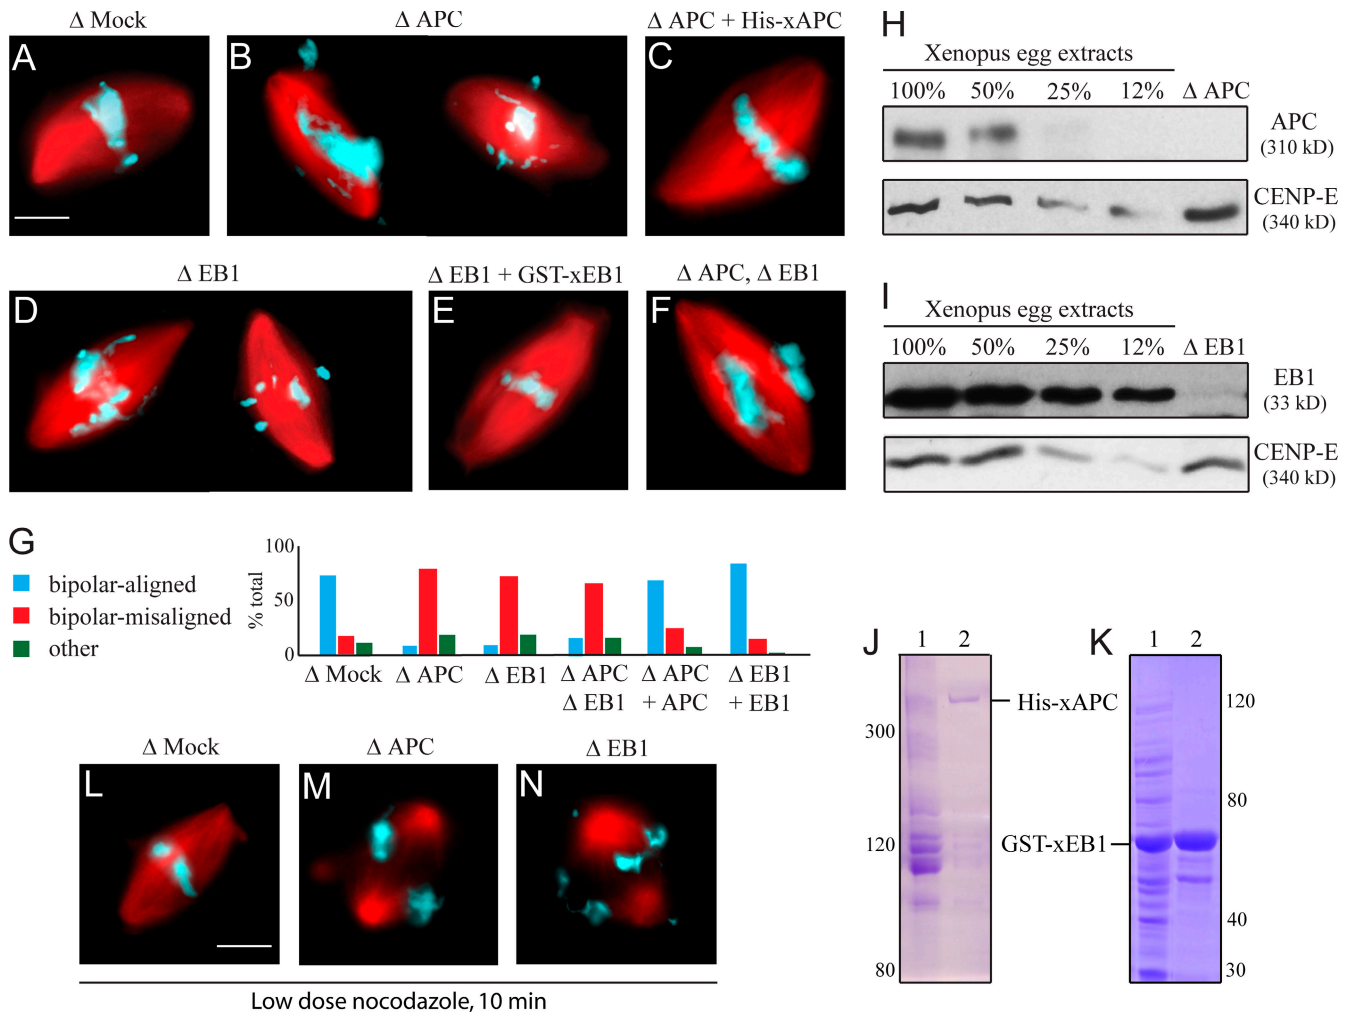 Δ Mock
Δ APC
Δ APC + His-xAPC
A
B
C
Δ EB1
Δ EB1 + GST-xEB1
Δ APC, Δ EB1
D
E
F
H
Xenopus egg extracts
100% 50% 25% 12% Δ APC
APC
(310 kD)
CENP-E
(340 kD)
I
Xenopus egg extracts
100% 50% 25% 12% Δ EB1
EB1
(33 kD)
CENP-E
(340 kD)
G
bipolar-aligned
bipolar-misaligned
other
% total
100
50
0
Δ Mock
Δ APC
Δ EB1
Δ APC
Δ EB1
Δ APC
+ APC
Δ EB1
+ EB1
J
1 2
His-xAPC
300
120
80
K
1 2
GST-xEB1
120
80
40
30
Δ Mock
Δ APC
Δ EB1
L
M
N
Low dose nocodazole, 10 min